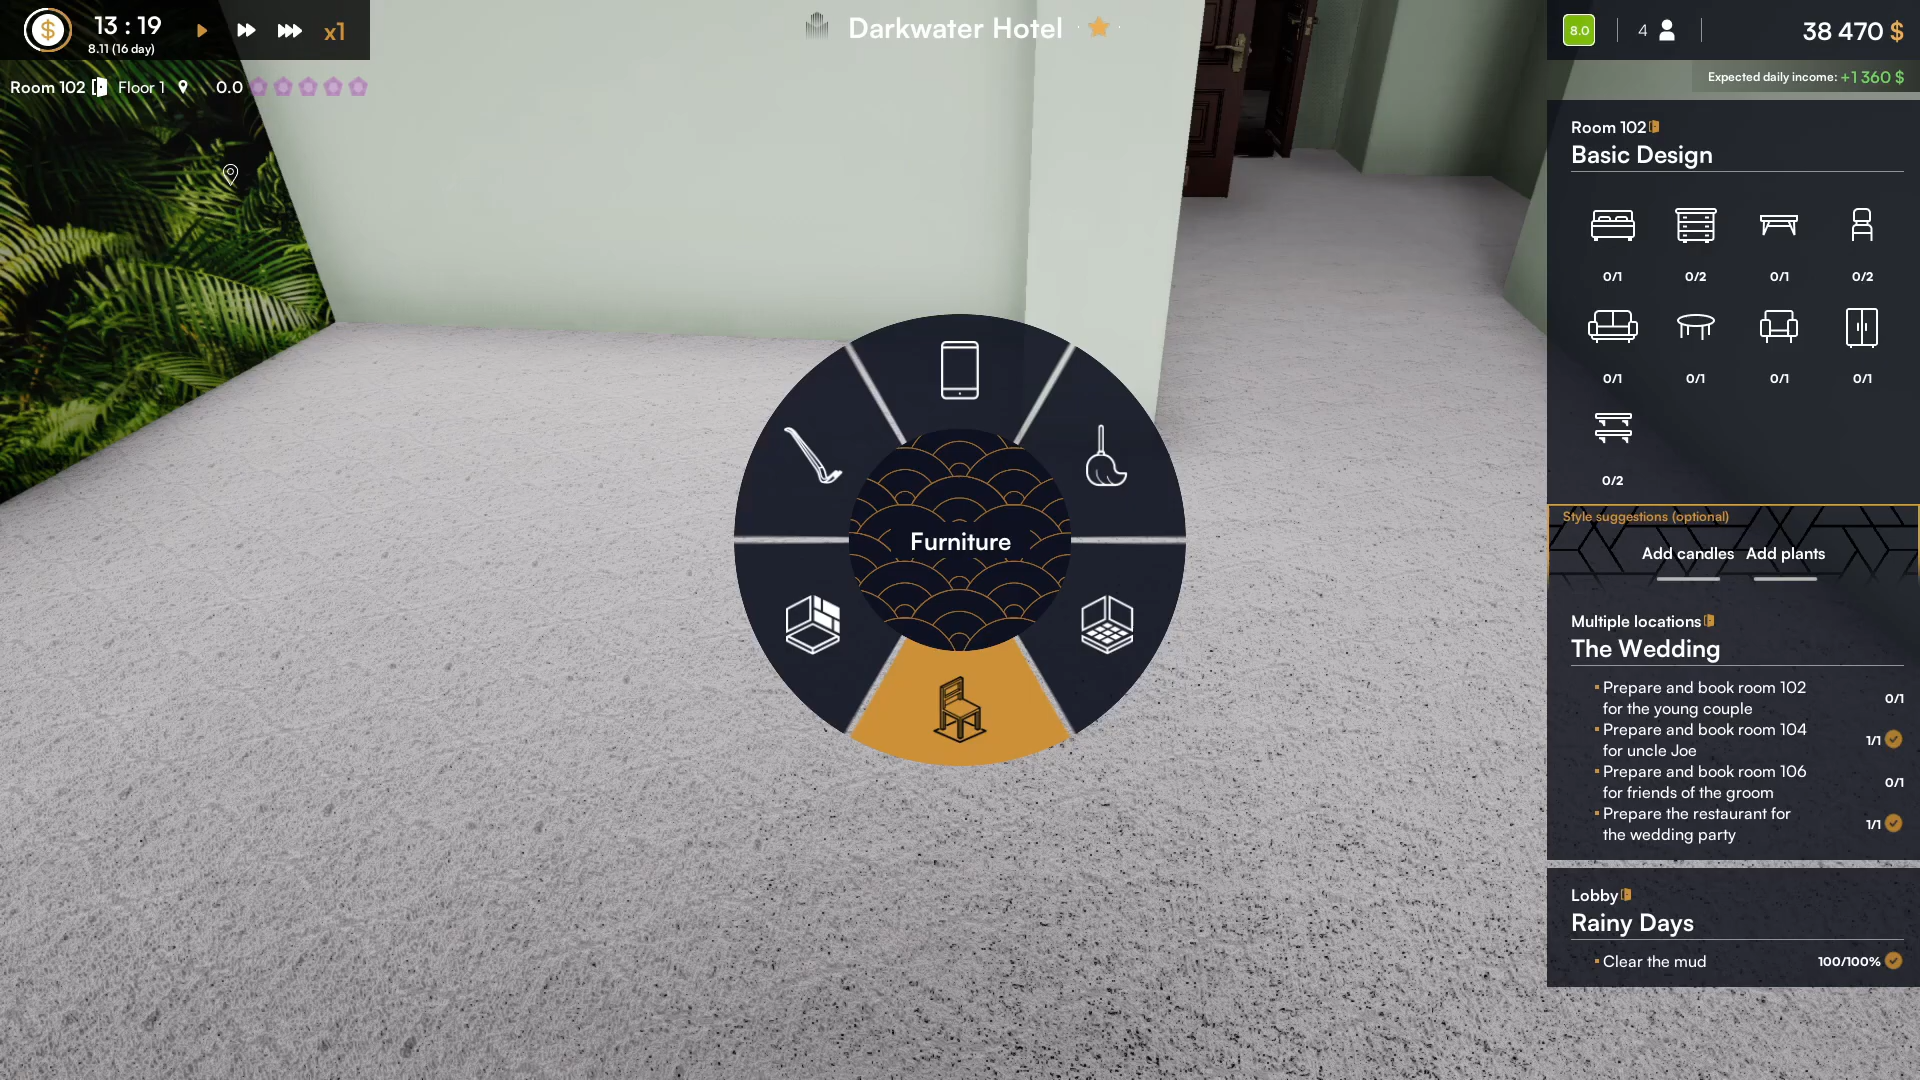 13 : 19
8.11 (16 day)
x1
Darkwater Hotel
8.0
4
38 470 $
Expected daily income: +1 360 $
Room 102
Floor 1
0.0
Room 102
Basic Design
0/1
0/2
0/1
0/2
0/1
0/1
0/1
0/1
0/2
Style suggestions (optional)
Add candles Add plants
Furniture
Multiple locations
The Wedding
Prepare and book room 102
for the young couple
0/1
Prepare and book room 104
for uncle Joe
1/1
Prepare and book room 106
for friends of the groom
0/1
Prepare the restaurant for
the wedding party
1/1
Lobby
Rainy Days
Clear the mud
100/100%